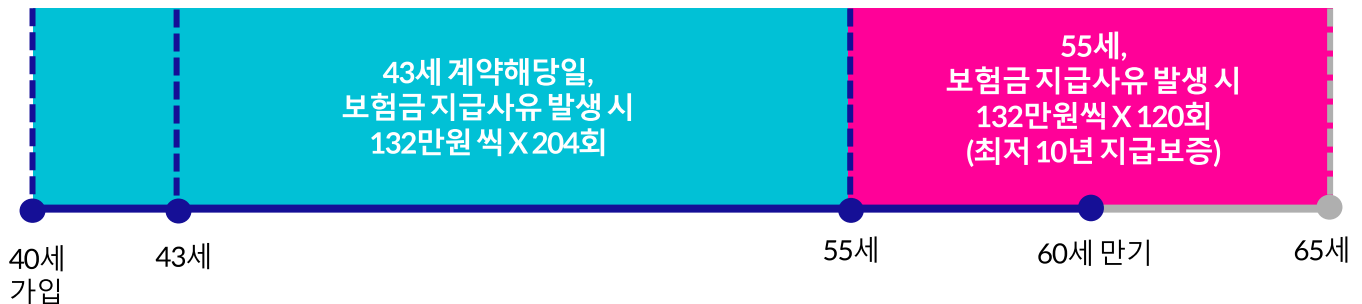 43세 계약해당일,
보험금 지급사유 발생 시
132만원 씩 X 204회
55세,
보험금 지급사유 발생 시
132만원씩 X 120회
(최저 10년 지급보증)
40세
가입
43세
55세
60세 만기
65세